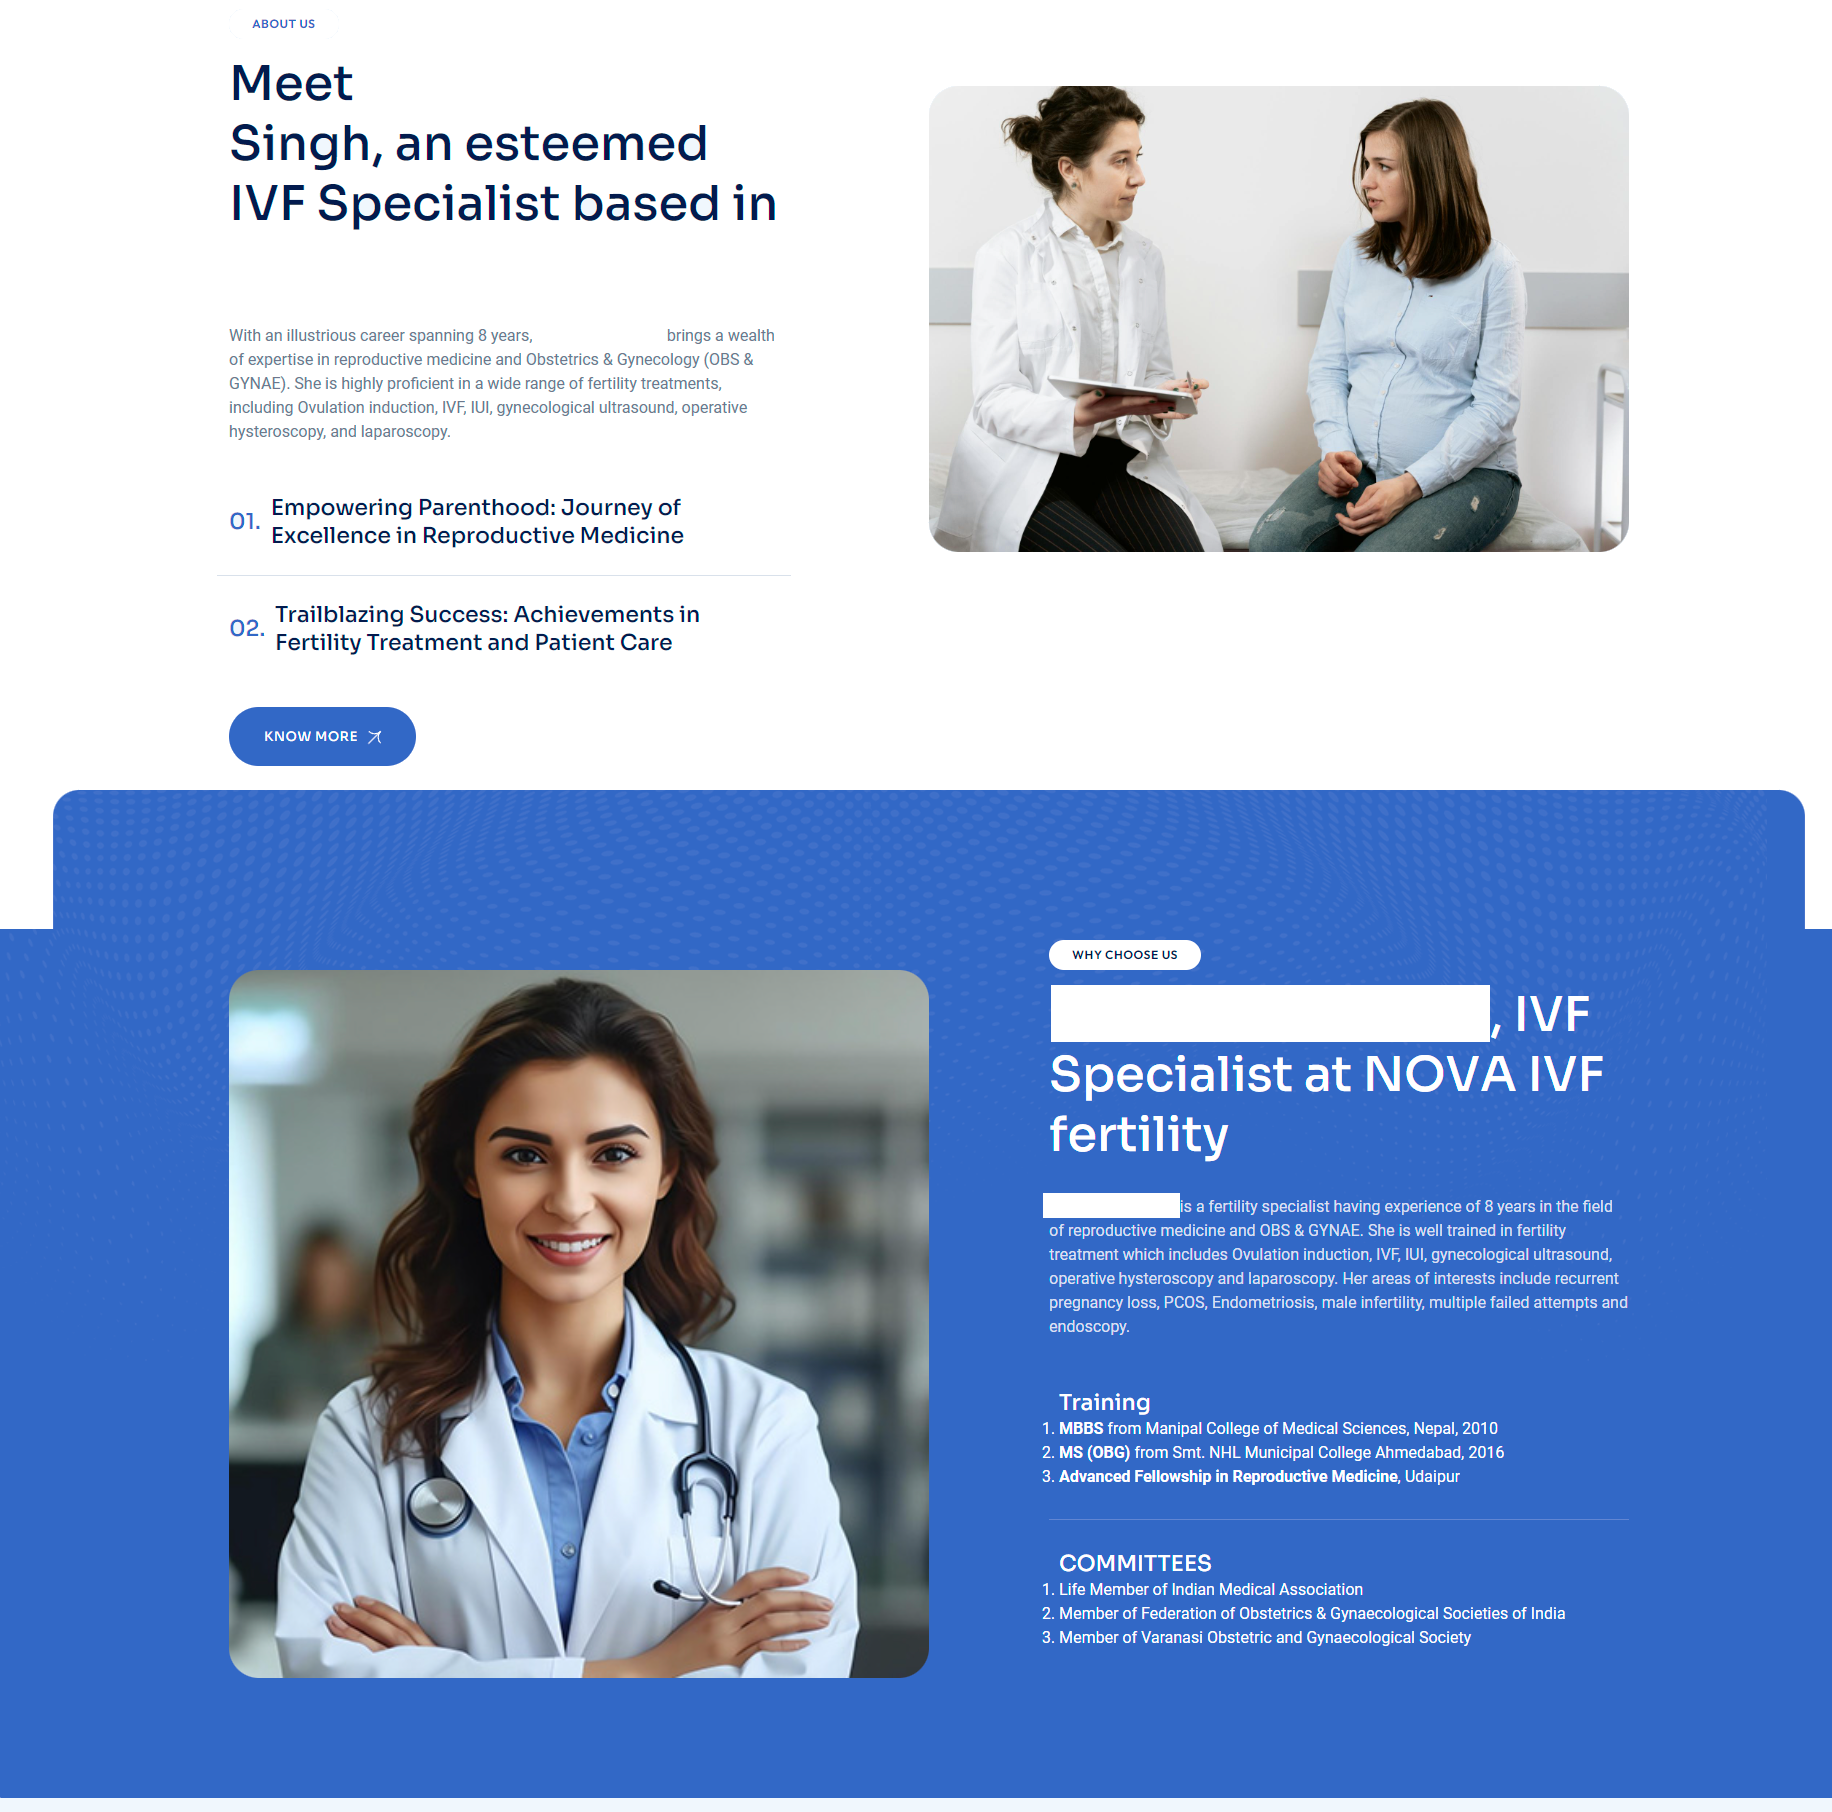 ABOUT US
Meet
Singh, an esteemed
IVF Specialist based in
With an illustrious career spanning 8 years, brings a wealth
of expertise in reproductive medicine and Obstetrics & Gynecology (OBS &
GYNAE). She is highly proficient in a wide range of fertility treatments,
including Ovulation induction, IVF, IUI, gynecological ultrasound, operative
hysteroscopy, and laparoscopy.
01. Empowering Parenthood: Journey of
Excellence in Reproductive Medicine
02. Trailblazing Success: Achievements in
Fertility Treatment and Patient Care
KNOW MORE
WHY CHOOSE US
, IVF
Specialist at NOVA IVF
fertility
is a fertility specialist having experience of 8 years in the field
of reproductive medicine and OBS & GYNAE. She is well trained in fertility
treatment which includes Ovulation induction, IVF, IUI, gynecological ultrasound,
operative hysteroscopy and laparoscopy. Her areas of interests include recurrent
pregnancy loss, PCOS, Endometriosis, male infertility, multiple failed attempts and
endoscopy.
Training
1. MBBS from Manipal College of Medical Sciences, Nepal, 2010
2. MS (OBG) from Smt. NHL Municipal College Ahmedabad, 2016
3. Advanced Fellowship in Reproductive Medicine, Udaipur
COMMITTEES
1. Life Member of Indian Medical Association
2. Member of Federation of Obstetrics & Gynaecological Societies of India
3. Member of Varanasi Obstetric and Gynaecological Society